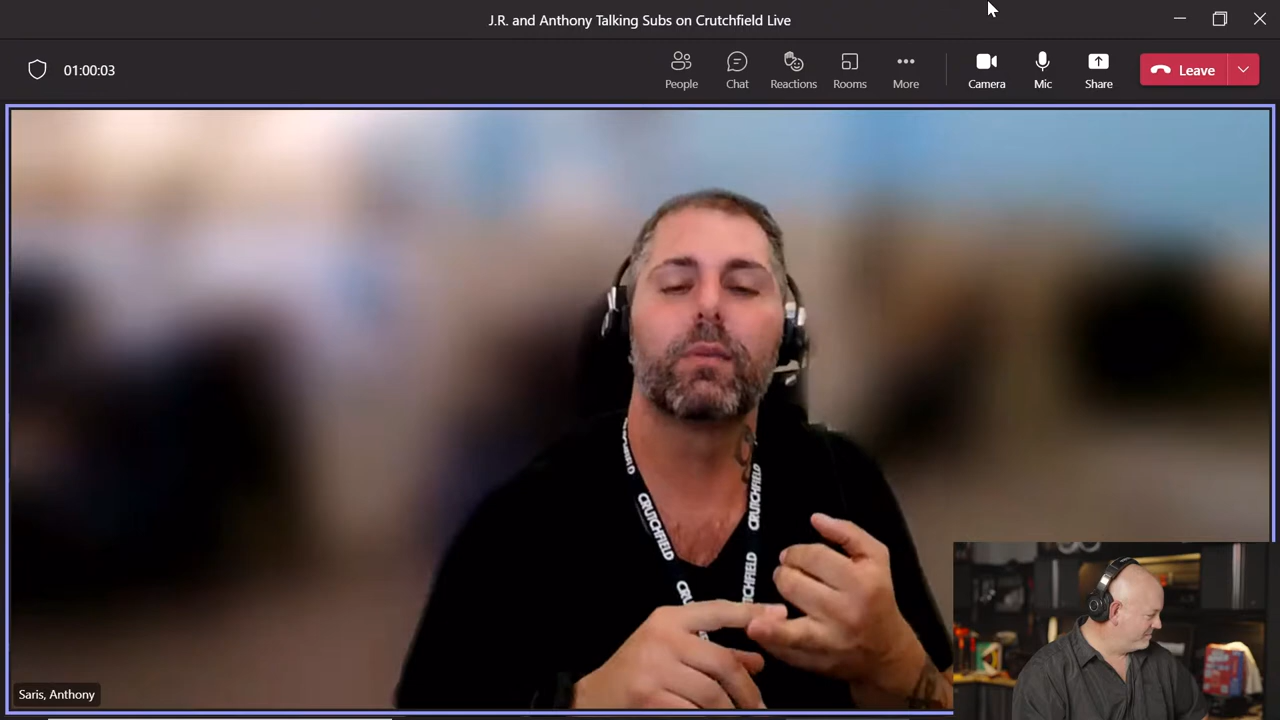 J.R. and Anthony Talking Subs on Crutchfield Live
01:00:03
People
Chat
Reactions
Rooms
More
Camera
Mic
Share
Leave
CRUTCHFIELD
CRUTCHFIELD
Saris, Anthony